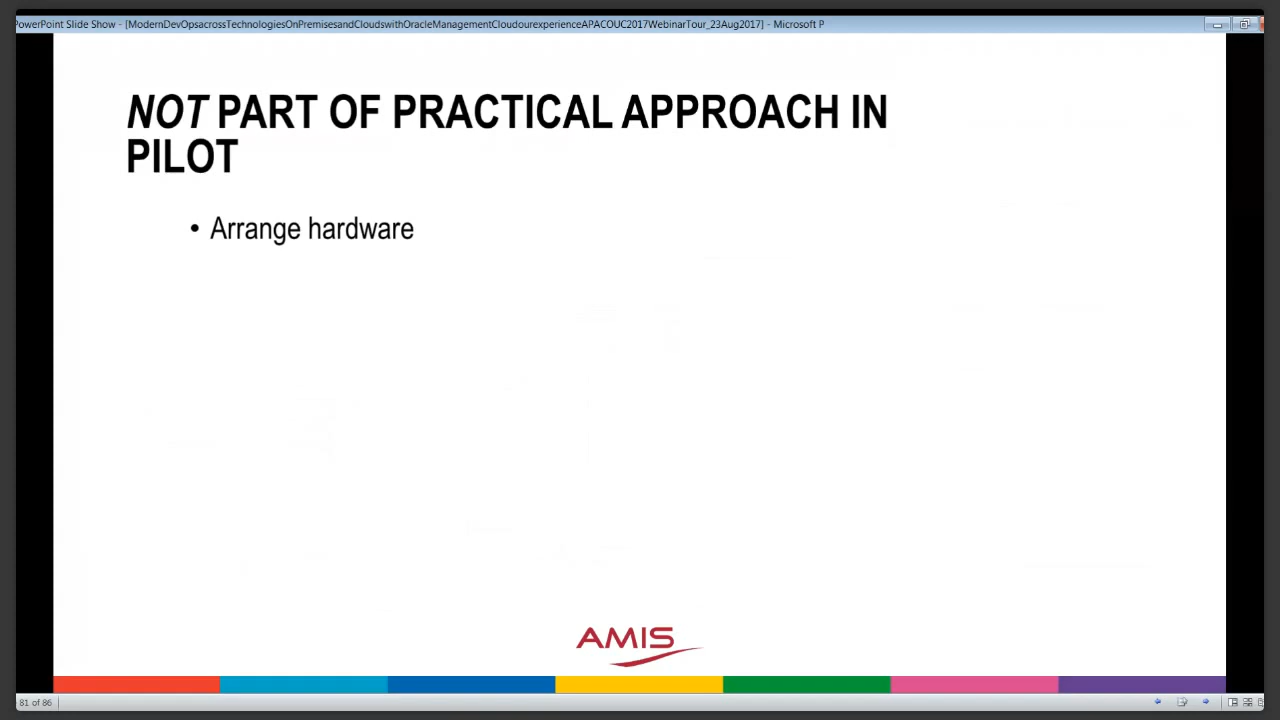 PowerPoint Slide Show - [ModernDevOpsacrossTechnologiesOnPremisesandCloudswithOracleManagementCloudourexperienceAPACOUC2017WebinarTour_23Aug2017] - Microsoft P
NOT PART OF PRACTICAL APPROACH IN
PILOT
• Arrange hardware
AMIS
81 of 86